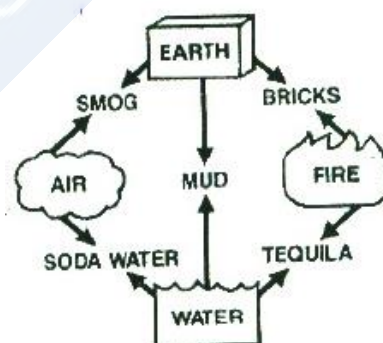 EARTH
SMOG
BRICKS
AIR
MUD
FIRE
SODA WATER
TEQUILA
WATER